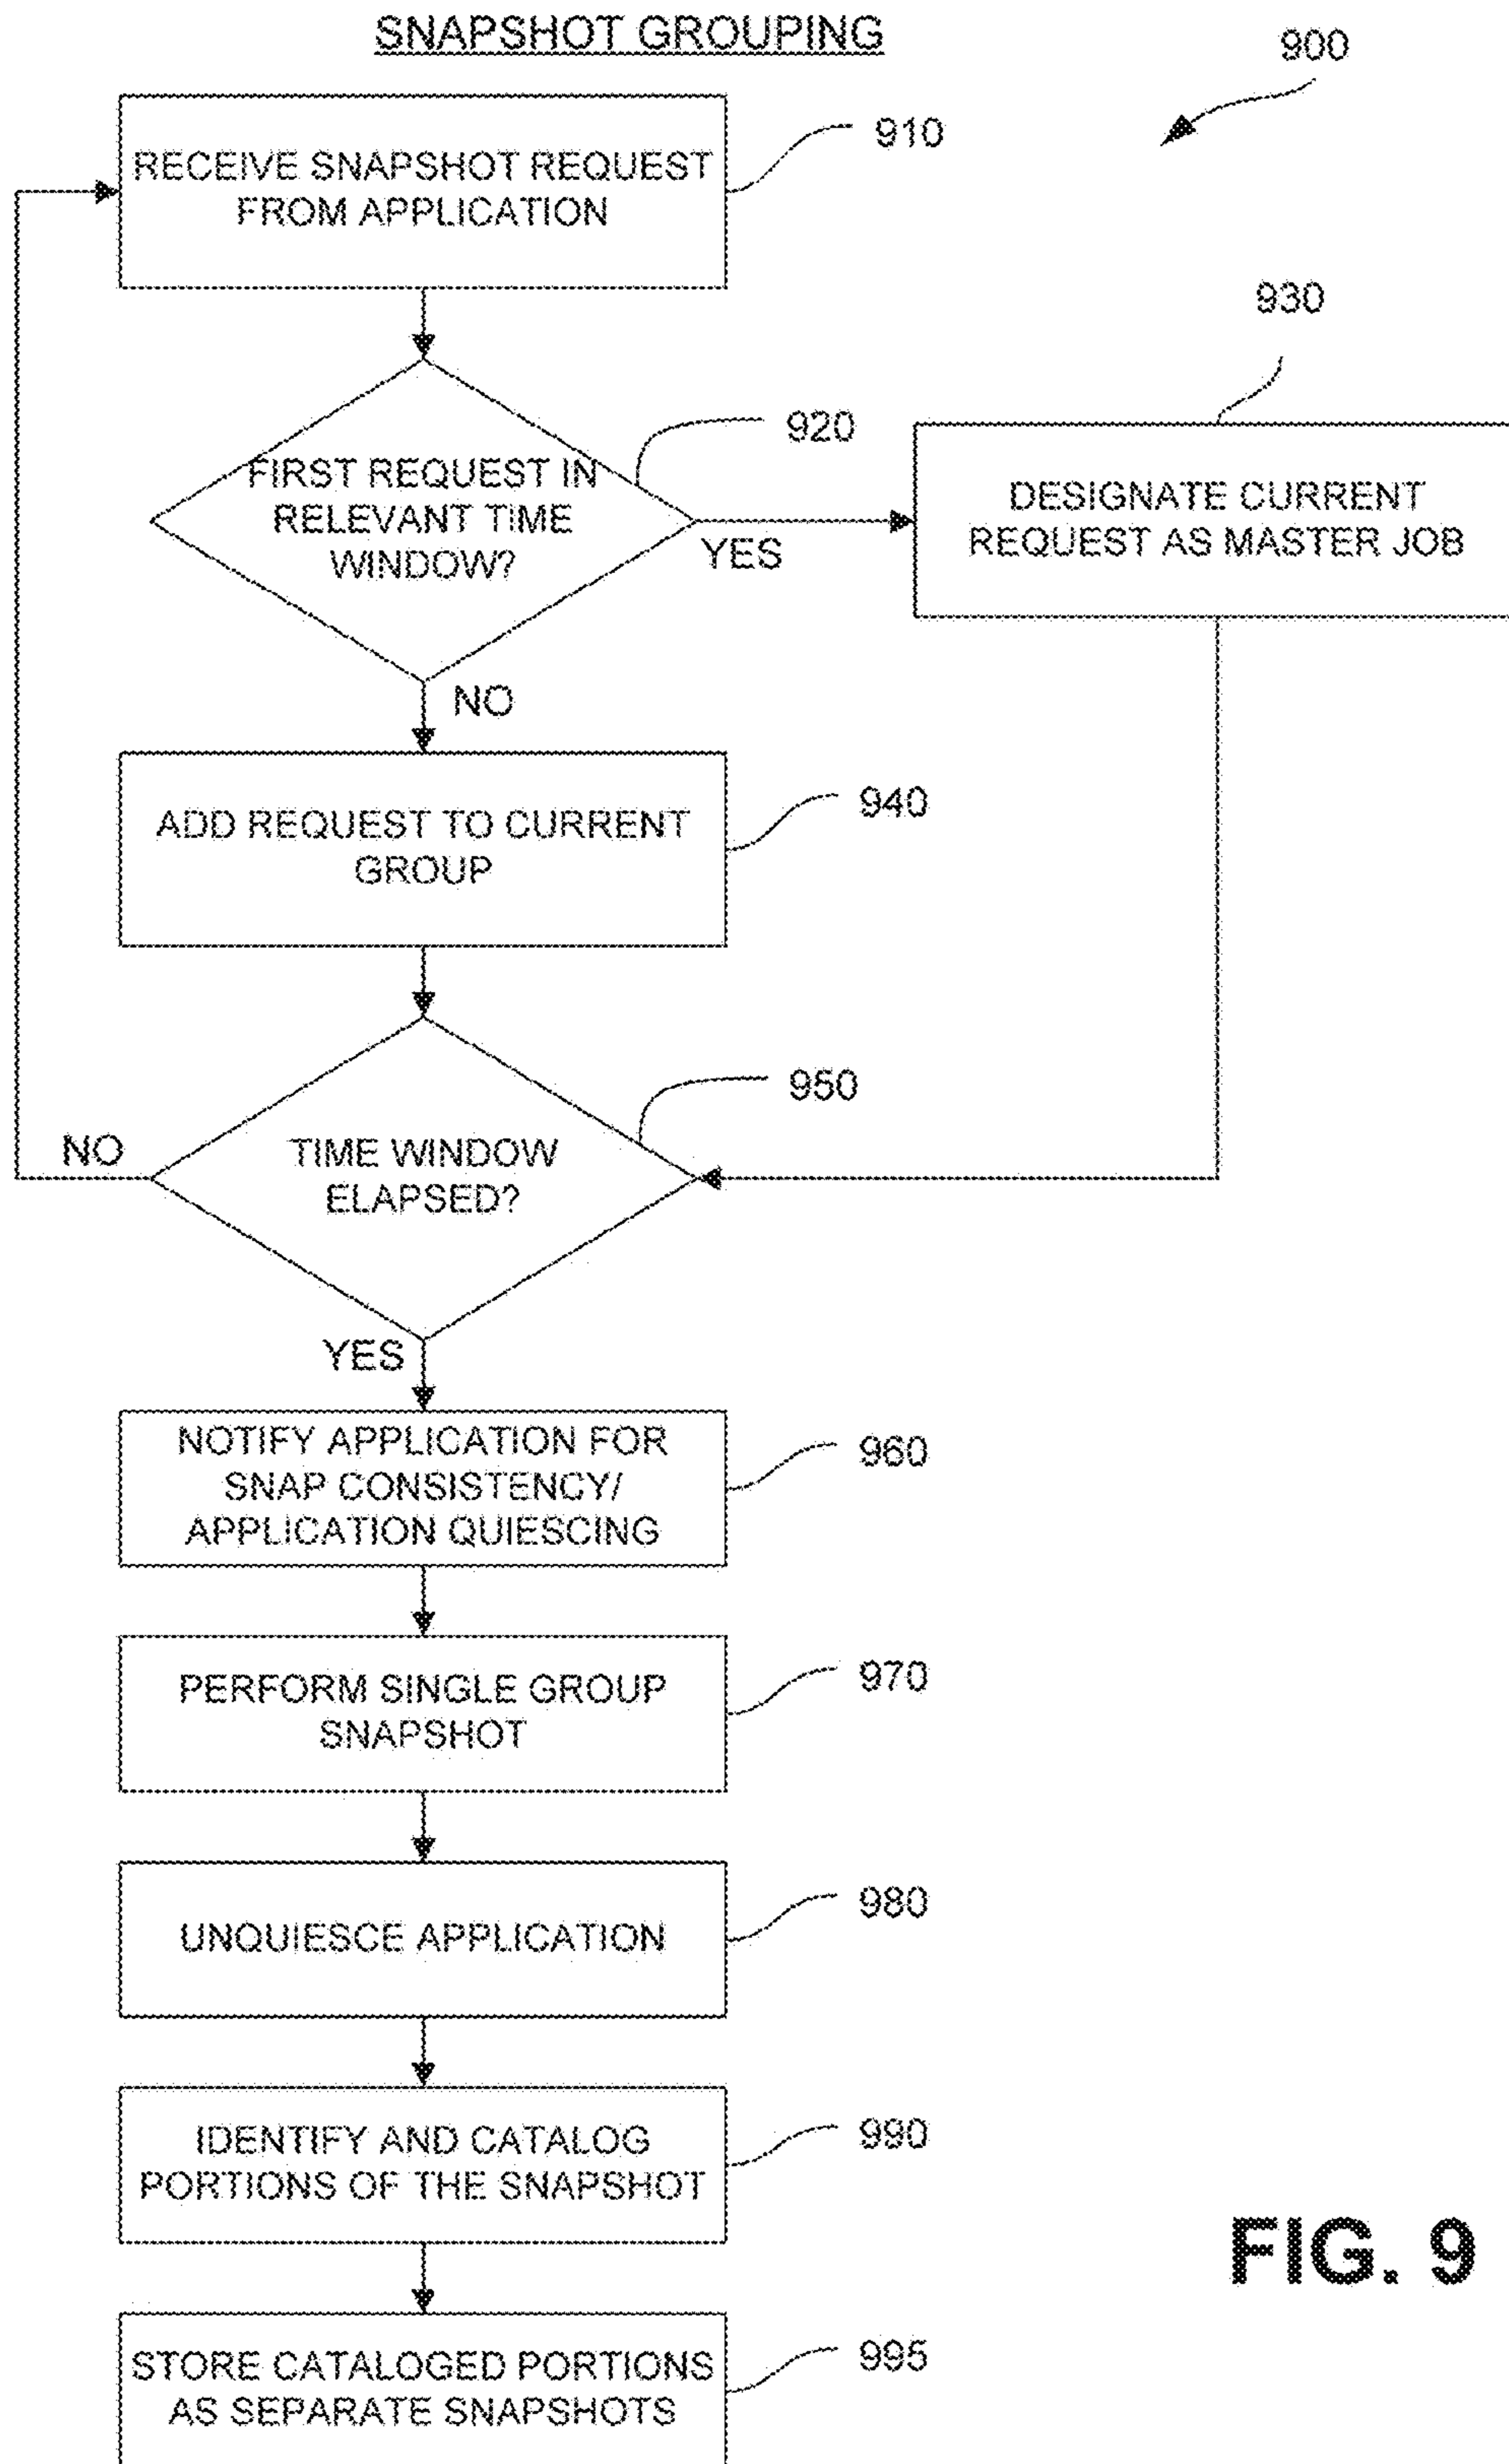 SNAPSHOT GROUPING
900
RECEIVE SNAPSHOT REQUEST
FROM APPLICATION
910
FIRST REQUEST IN
RELEVANT TIME
WINDOW?
920
YES
930
DESIGNATE CURRENT
REQUEST AS MASTER JOB
NO
ADD REQUEST TO CURRENT
GROUP
940
TIME WINDOW
ELAPSED?
950
NO
YES
NOTIFY APPLICATION FOR
SNAP CONSISTENCY/
APPLICATION QUIESCING
960
PERFORM SINGLE GROUP
SNAPSHOT
970
UNQUIESCE APPLICATION
980
IDENTIFY AND CATALOG
PORTIONS OF THE SNAPSHOT
990
STORE CATALOGED PORTIONS
AS SEPARATE SNAPSHOTS
995
FIG. 9